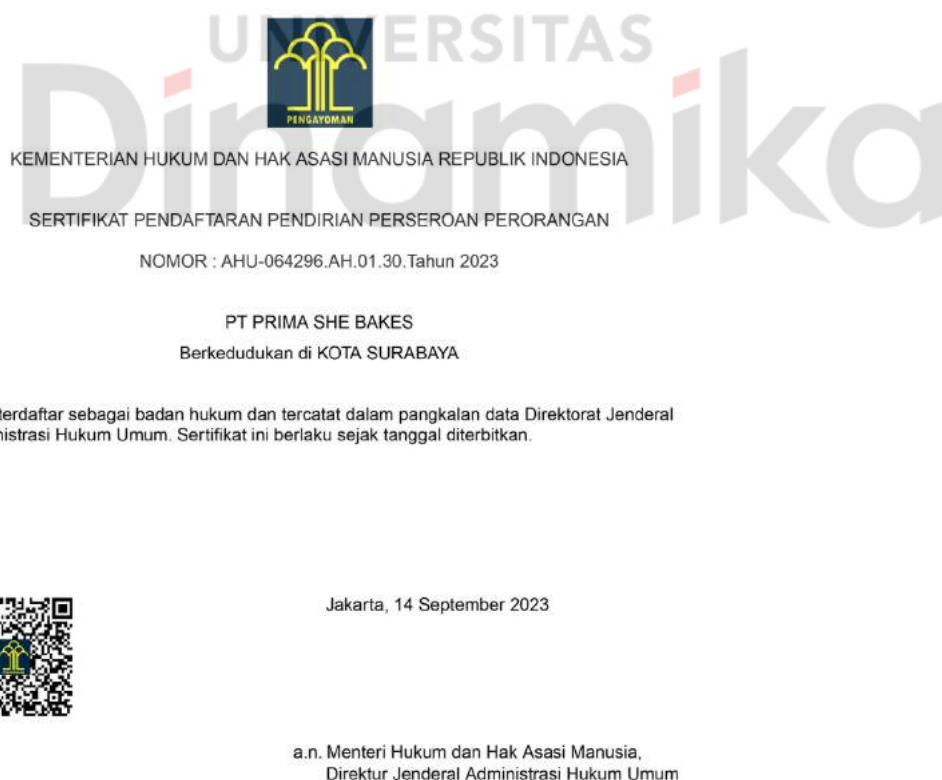 UNIVERSITAS
Dinamika
PENGAYOMAN
KEMENTERIAN HUKUM DAN HAK ASASI MANUSIA REPUBLIK INDONESIA
SERTIFIKAT PENDAFTARAN PENDIRIAN PERSEROAN PERORANGAN
NOMOR : AHU-064296.AH.01.30.Tahun 2023
PT PRIMA SHE BAKES
Berkedudukan di KOTA SURABAYA
terdaftar sebagai badan hukum dan tercatat dalam pangkalan data Direktorat Jenderal
nistrasi Hukum Umum. Sertifikat ini berlaku sejak tanggal diterbitkan.
Jakarta, 14 September 2023
a.n. Menteri Hukum dan Hak Asasi Manusia,
Direktur Jenderal Administrasi Hukum Umum